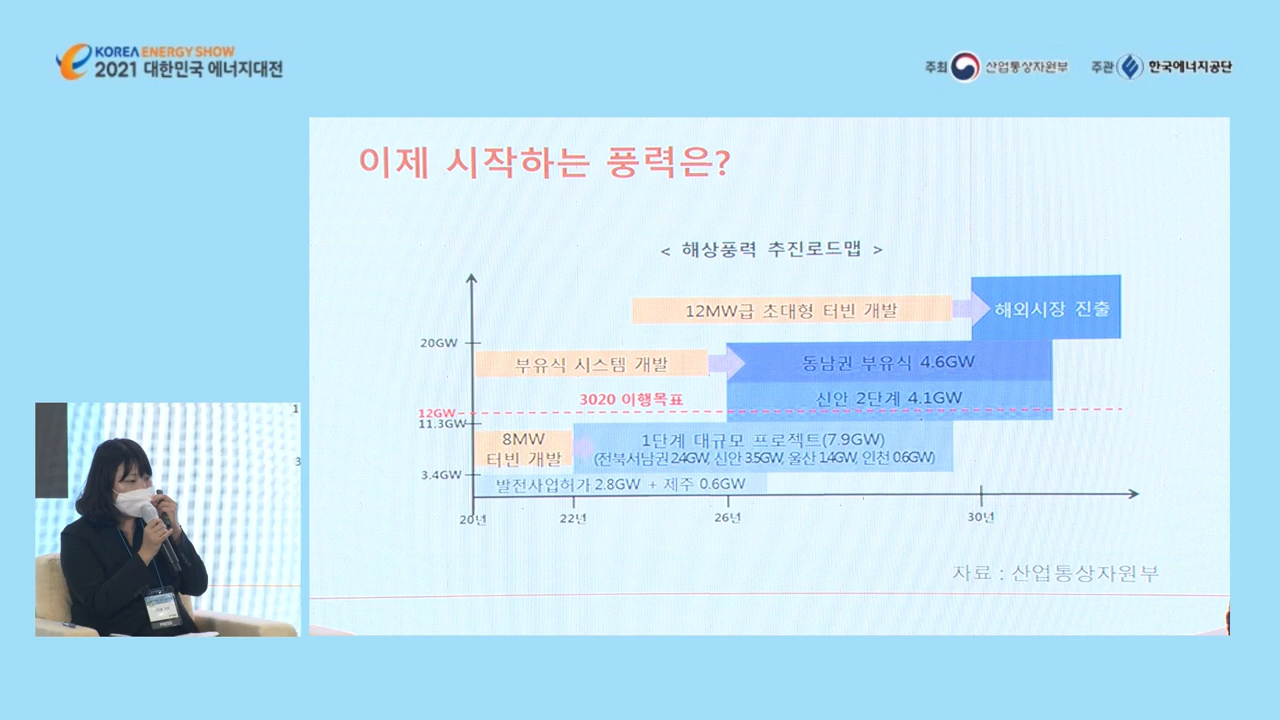 KOREA ENERGY SHOW
2021 대한민국 에너지대전
주최 산업통상자원부 주관 한국에너지공단
이제 시작하는 풍력은?
< 해상풍력 추진로드맵 >
12MW급 초대형 터빈 개발
해외시장 진출
20GW
부유식 시스템 개발
동남권 부유식 4.6GW
3020 이행목표
신안 2단계 4.1GW
12GW
11.3GW
8MW
터빈 개발
1단계 대규모 프로젝트(7.9GW)
(전북서남권2.4GW, 신안3.5GW, 울산1.4GW, 인천0.6GW)
3.4GW
발전사업허가 2.8GW + 제주 0.6GW
20년 22년 26년 30년
자료 : 산업통상자원부
1
3